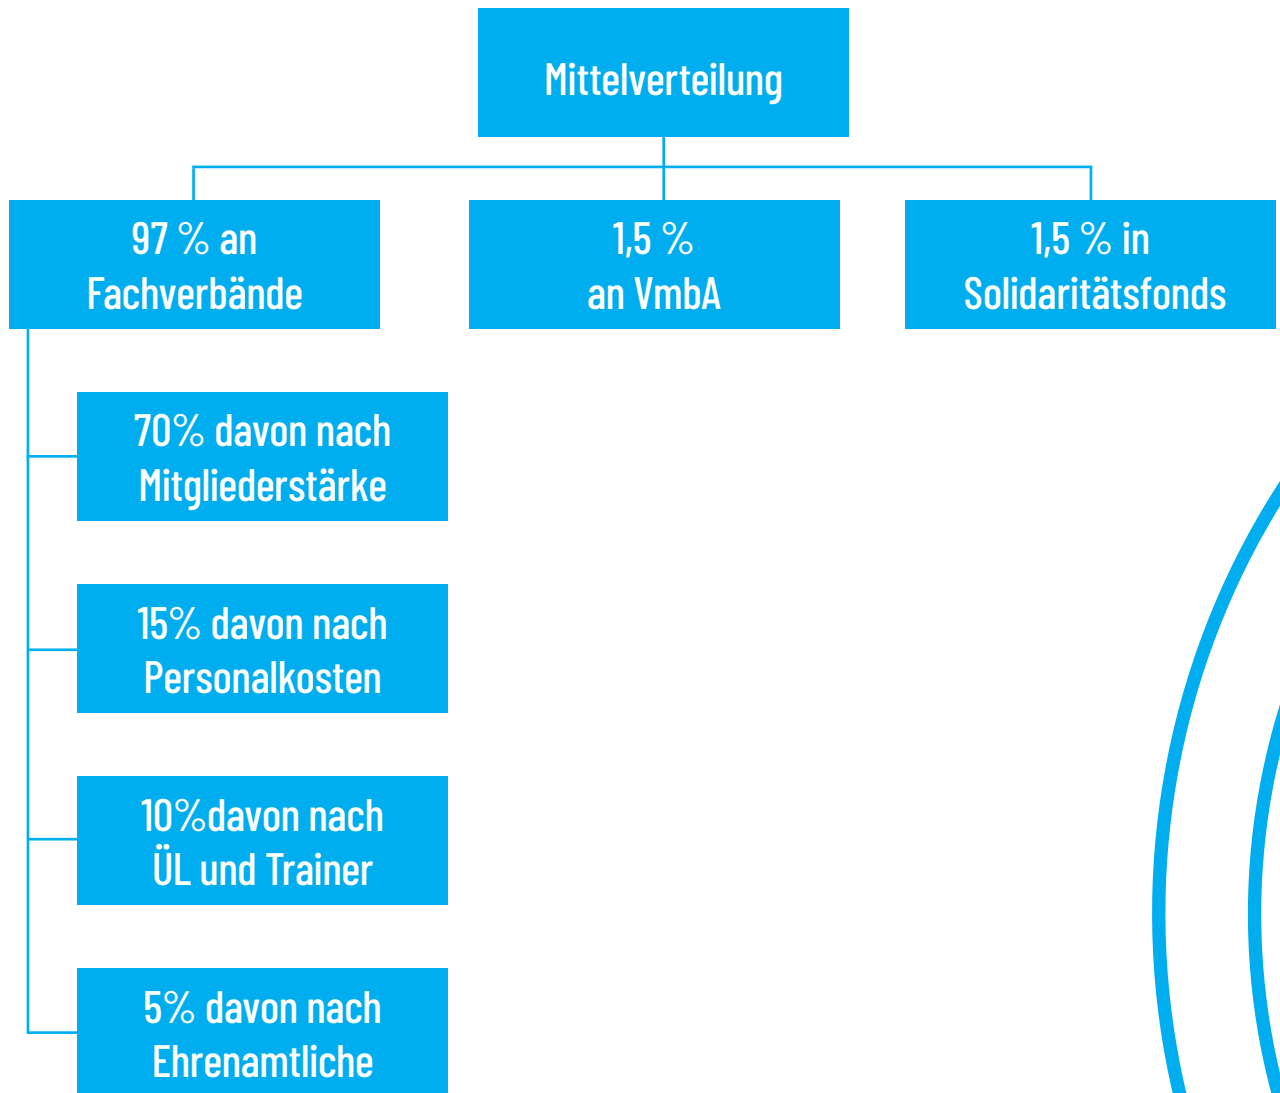 Mittelverteilung
97 % an
Fachverbände
1,5 %
an VmbA
1,5 % in
Solidaritätsfonds
70% davon nach
Mitgliederstärke
15% davon nach
Personalkosten
10%davon nach
ÜL und Trainer
5% davon nach
Ehrenamtliche